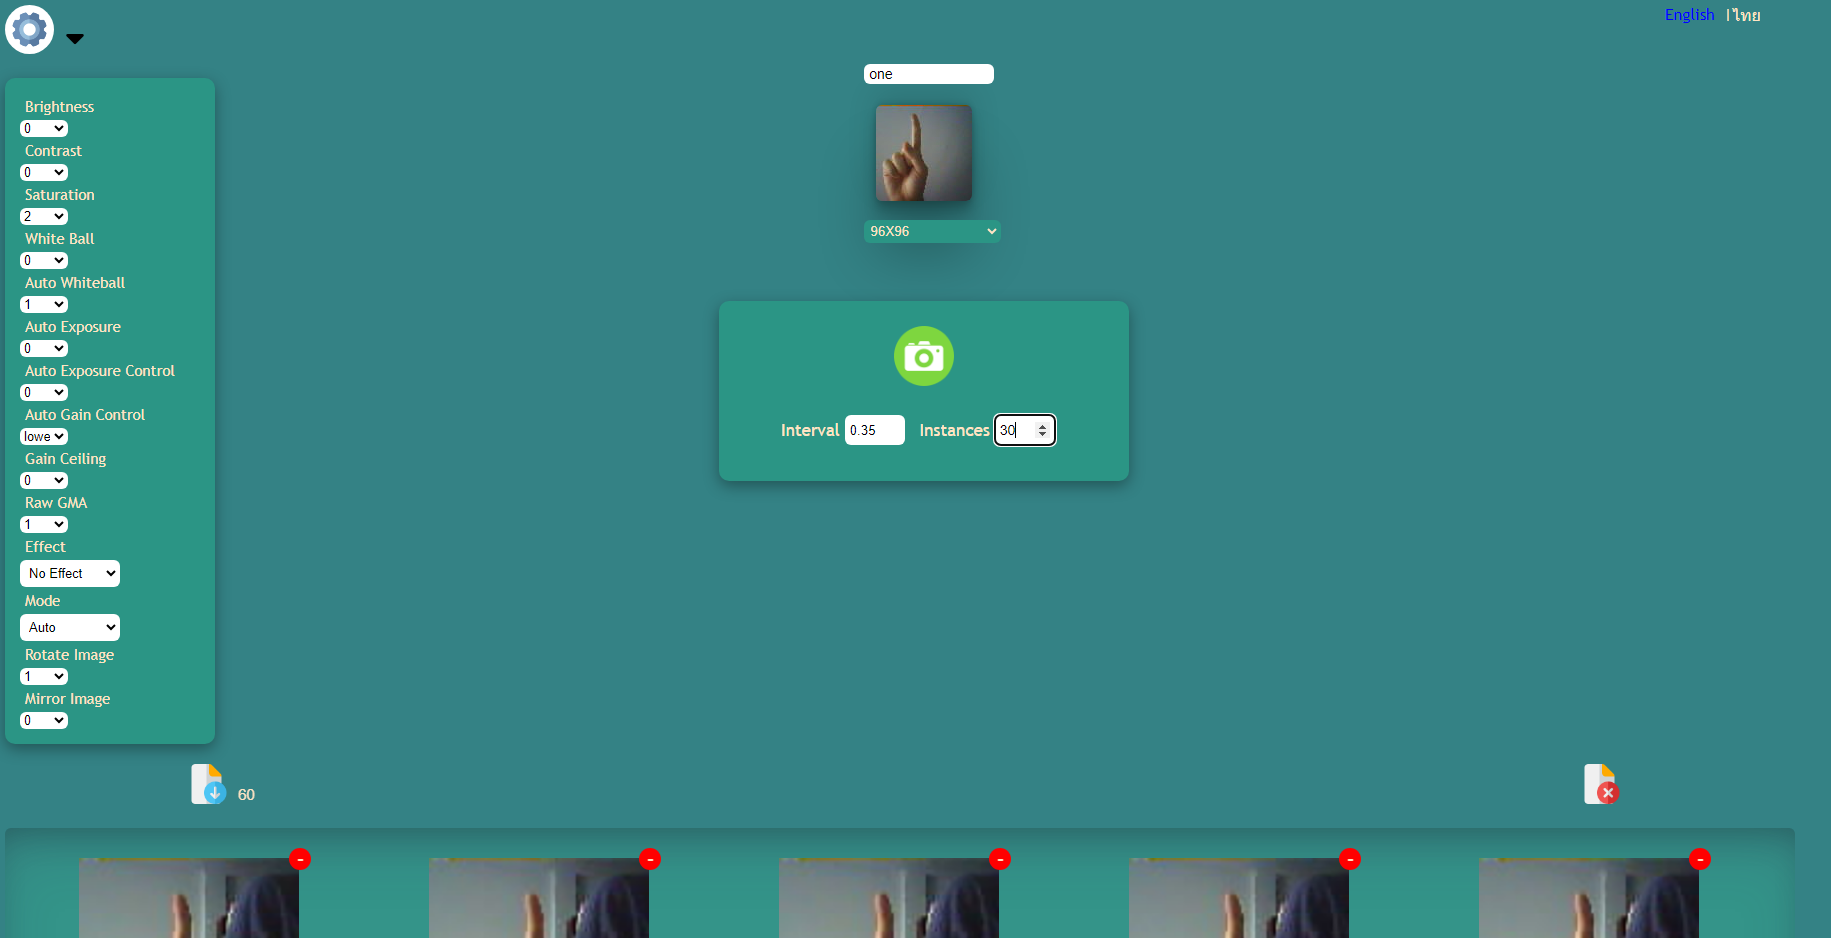 English | ไทย
one
Brightness
0
Contrast
0
Saturation
2
White Ball
0
Auto Whiteball
1
Auto Exposure
0
Auto Exposure Control
0
Auto Gain Control
lowe
Gain Ceiling
0
Raw GMA
1
Effect
No Effect
Mode
Auto
Rotate Image
1
Mirror Image
0
96X96
Interval 0.35 Instances 30
60
- - - - -